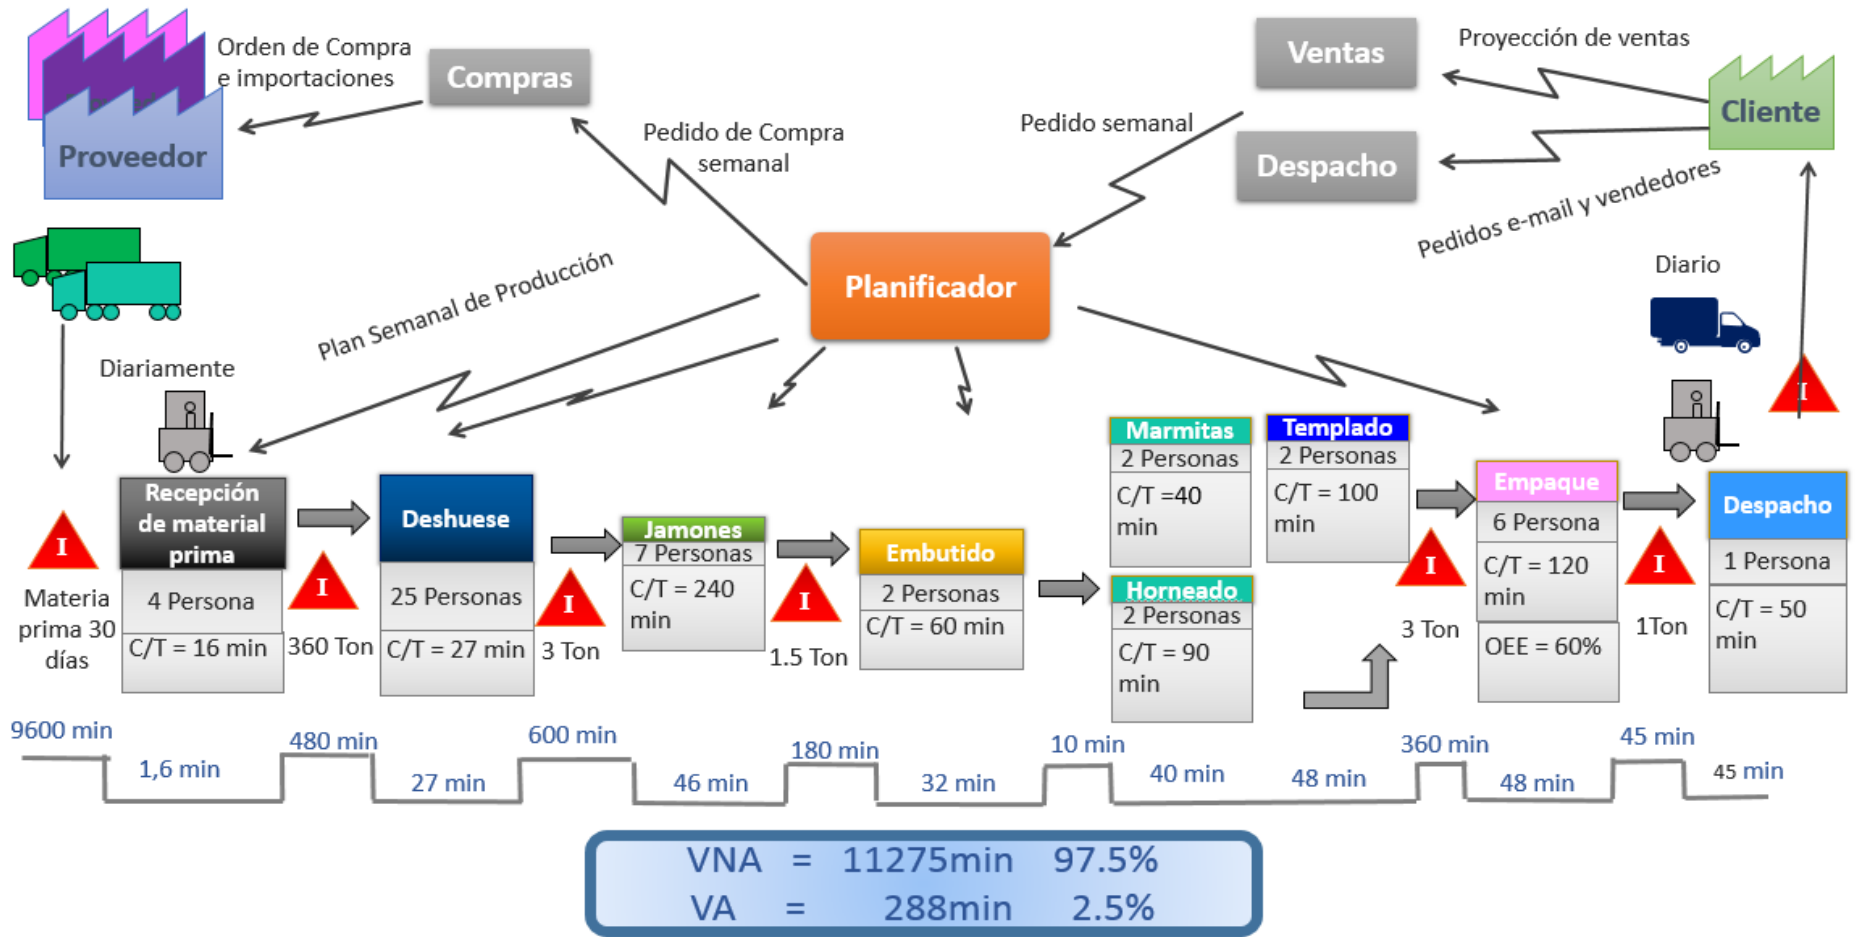 Orden de Compra
e importaciones
Compras
Proveedor
Pedido de Compra
semanal
Pedido semanal
Ventas
Despacho
Proyección de ventas
Cliente
Pedidos e-mail y vendedores
Planificador
Plan Semanal de Producción
Diariamente
Diario
I
I
Materia
prima 30
días
Recepción
de material
prima
4 Persona
C/T = 16 min
I
360 Ton
Deshuese
25 Personas
C/T = 27 min
I
3 Ton
Jamones
7 Personas
C/T = 240
min
I
1.5 Ton
Embutido
2 Personas
C/T = 60 min
Marmitas
2 Personas
C/T =40
min
Horneado
2 Personas
C/T = 90
min
Templado
2 Personas
C/T = 100
min
I
3 Ton
Empaque
6 Persona
C/T = 120
min
OEE = 60%
I
1Ton
Despacho
1 Persona
C/T = 50
min
9600 min
1,6 min
480 min
27 min
600 min
46 min
180 min
32 min
10 min
40 min
48 min
360 min
48 min
45 min
45 min
VNA = 11275min 97.5%
VA = 288min 2.5%